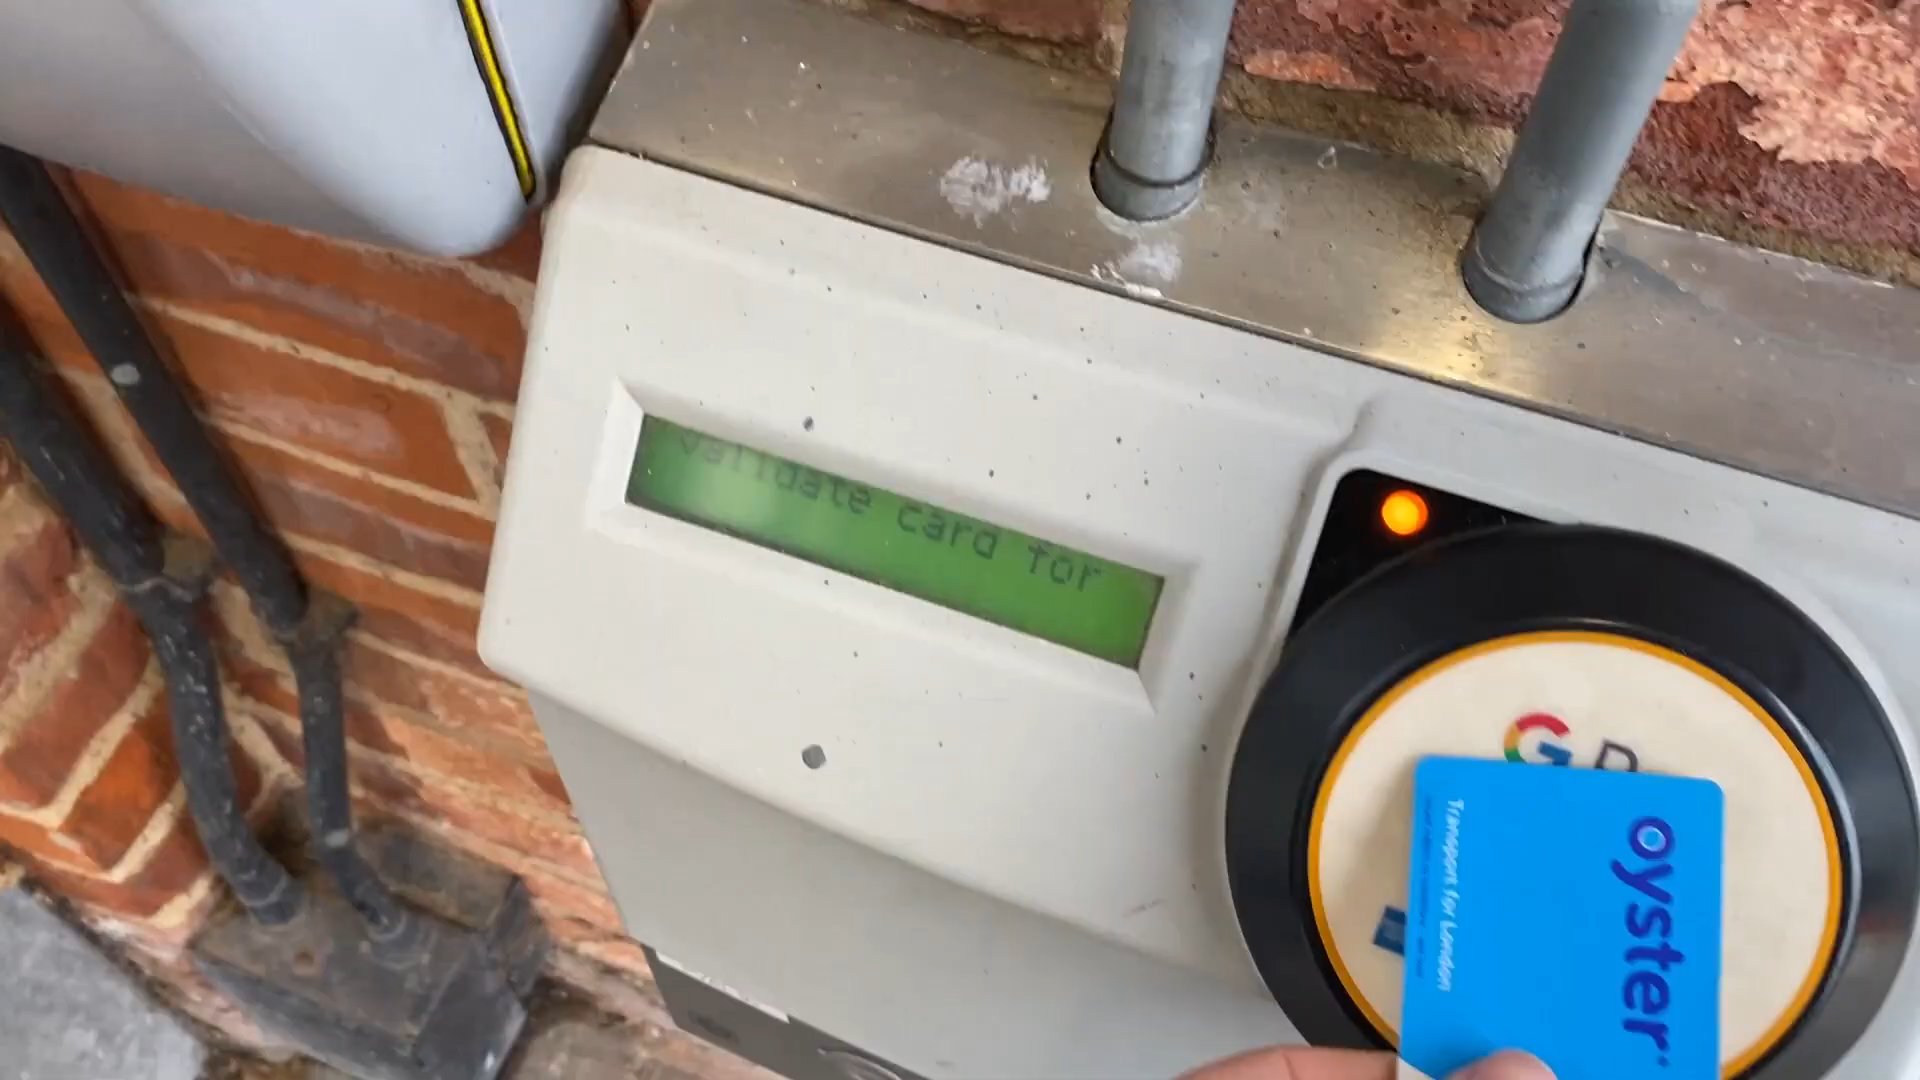 validate card for
G P
oyster
Transport for London